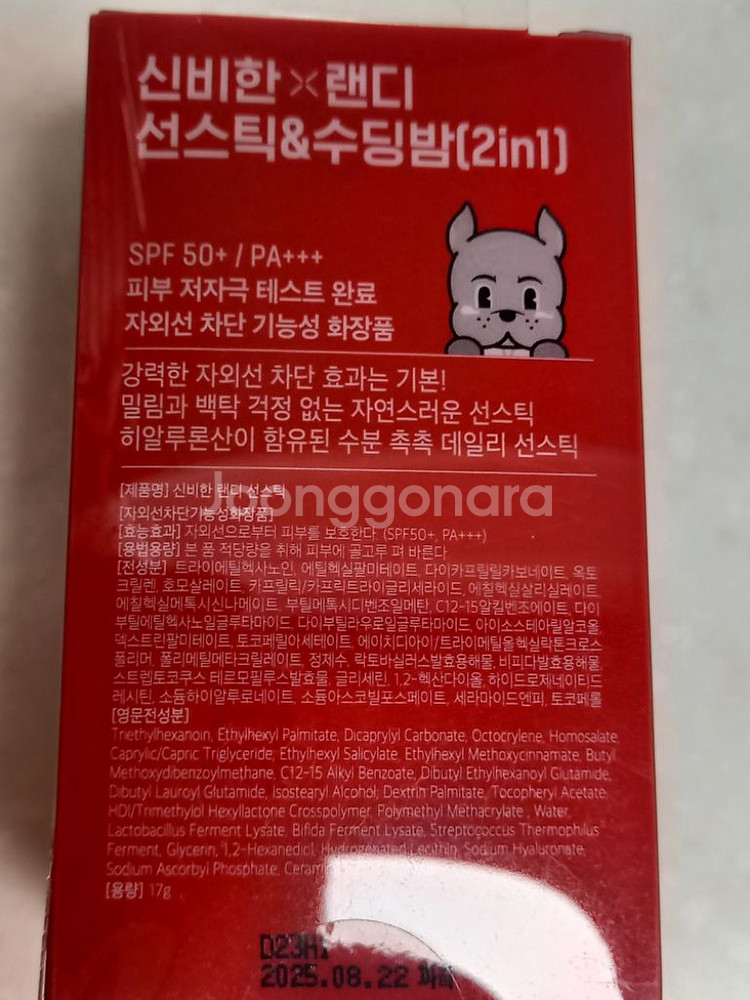 신비한×랜디
선스틱&수딩밤(2in1)
SPF 50+ / PA+++
피부 저자극 테스트 완료
자외선 차단 기능성 화장품
강력한 자외선 차단 효과는 기본!
밀림과 백탁 걱정 없는 자연스러운 선스틱
히알루론산이 함유된 수분 촉촉 데일리 선스틱
Joonggonara
[제품명] 신비한 랜디 선스틱
[자외선차단기능성화장품]
[효능효과] 자외선으로부터 피부를 보호한다. (SPF50+, PA+++)
[용법용량] 본 품 적당량을 취해 피부에 골고루 펴 바른다
[전성분] 트라이에틸헥사노인, 에틸헥실팔미테이트, 다이카프릴릴카보네이트, 옥토
크릴렌, 호모살레이트, 카프릴릭/카프릭트라이글리세라이드, 에칠헥실살리실레이트
에칠헥실메톡시신나메이트, 부틸메톡시디벤조일메탄, C12-15알킬벤조에이트, 다이
부틸에틸헥사노일글루타마이드, 다이부틸라우로일글루타마이드, 아이소스테아릴알코올,
덱스트린팔미테이트, 토코페릴아세테이트, 에이치디아이/트라이메틸올헥실락톤크로스
폴리머, 폴리메틸메타크릴레이트, 정제수, 락토바실러스발효용해물, 비피다발효용해물
스트렙토코쿠스 테르모필루스발효물, 글리세린, 1,2-헥산다이올, 하이드로제네이티드
레시틴, 소듐하이알루로네이트, 소듐아스코빌포스페이트, 세라마이드엔피, 토코페롤
[영문전성분]
Triethylhexanoin, Ethylhexyl Palmitate, Dicaprylyl Carbonate, Octocrylene, Homosalate,
Caprylic/Capric Triglyceride, Ethylhexyl Salicylate, Ethylhexyl Methoxycinnamate, Butyl
Methoxydibenzoylmethane, C12-15 Alkyl Benzoate, Dibutyl Ethylhexanoyl Glutamide,
Dibutyl Lauroyl Glutamide, Isostearyl Alcohol, Dextrin Palmitate, Tocopheryl Acetate,
HDI/Trimethylol Hexyllactone Crosspolymer, Polymethyl Methacrylate , Water,
Lactobacillus Ferment Lysate, Bifida Ferment Lysate, Streptococcus Thermophilus
Ferment, Glycerin, 1,2-Hexanediol, Hydrogenated Lecithin, Sodium Hyaluronate,
Sodium Ascorbyl Phosphate,
[용량] 17g
D23H1
2025.08.22 까지